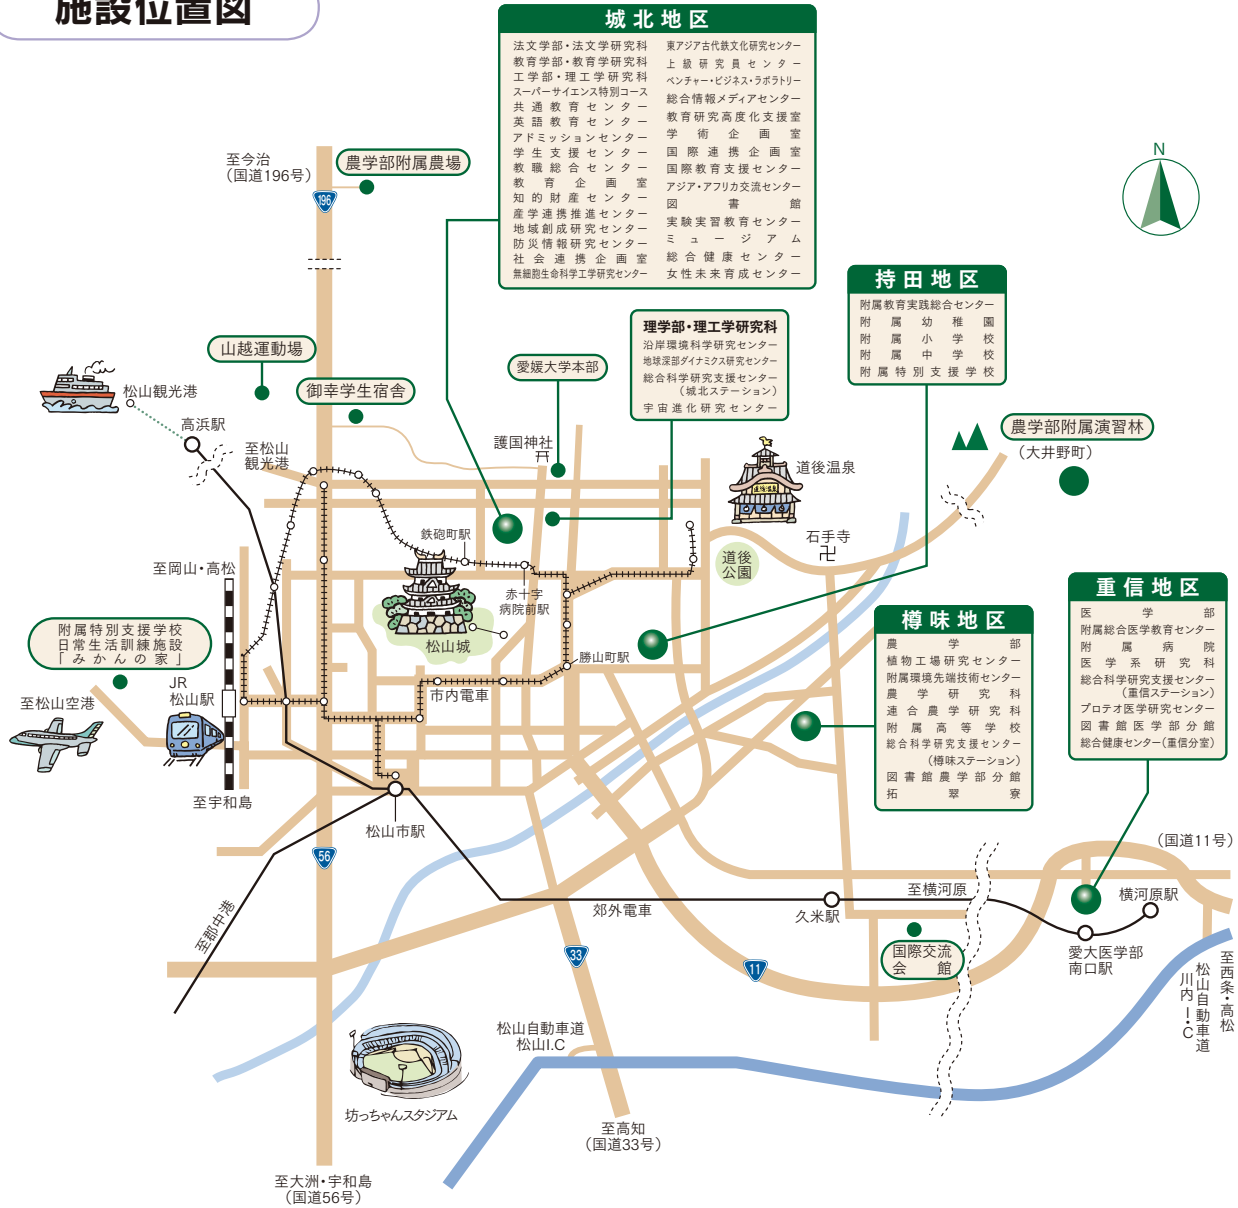 施設位置図
城北地区
法文学部・法文学研究科
教育学部・教育学研究科
工学部・理工学研究科
スーパーサイエンス特別コース
共通教育センター
英語教育センター
アドミッションセンター
学生支援センター
教職総合センター
教育企画室
知的財産センター
産学連携推進センター
地域創成研究センター
防災情報研究センター
社会連携企画室
無細胞生命科学工学研究センター
東アジア古代鉄文化研究センター
上級研究員センター
ベンチャー・ビジネス・ラボラトリー
総合情報メディアセンター
教育研究高度化支援室
学術企画室
国際連携企画室
国際教育支援センター
アジア・アフリカ交流センター
図書館
実験実習教育センター
ミュージアム
総合健康センター
女性未来育成センター
至今治
（国道196号）
農学部附属農場
196
N
持田地区
附属教育実践総合センター
附属幼稚園
附属小学校
附属中学校
附属特別支援学校
理学部・理工学研究科
沿岸環境科学研究センター
地球深部ダイナミクス研究センター
総合科学研究支援センター
（城北ステーション）
宇宙進化研究センター
山越運動場
愛媛大学本部
御幸学生宿舎
松山観光港
高浜駅
至松山
観光港
護国神社
道後温泉
道後温泉
農学部附属演習林
（大井野町）
鉄砲町駅
石手寺
道後
公園
至岡山・高松
赤十字
病院前駅
重信地区
医学部
附属総合医学教育センター
附属病院
医学系研究科
総合科学研究支援センター
（重信ステーション）
プロテオ医学研究センター
図書館医学部分館
総合健康センター（重信分室）
樽味地区
農学部
植物工場研究センター
附属環境先端技術センター
農学研究科
連合農学研究科
附属高等学校
総合科学研究支援センター
（樽味ステーション）
図書館農学部分館
拓翠寮
附属特別支援学校
日常生活訓練施設
「みかんの家」
松山城
勝山町駅
JR
松山駅
市内電車
至松山空港
至宇和島
松山市駅
56
（国道11号）
至横河原
横河原駅
郊外電車
久米駅
至郡中港
国際交流
会館
愛大医学部
南口駅
33
11
至西条・高松
松山自動車道
川内I・C
松山自動車道
松山I.C
坊っちゃんスタジアム
至高知
（国道33号）
至大洲・宇和島
（国道56号）